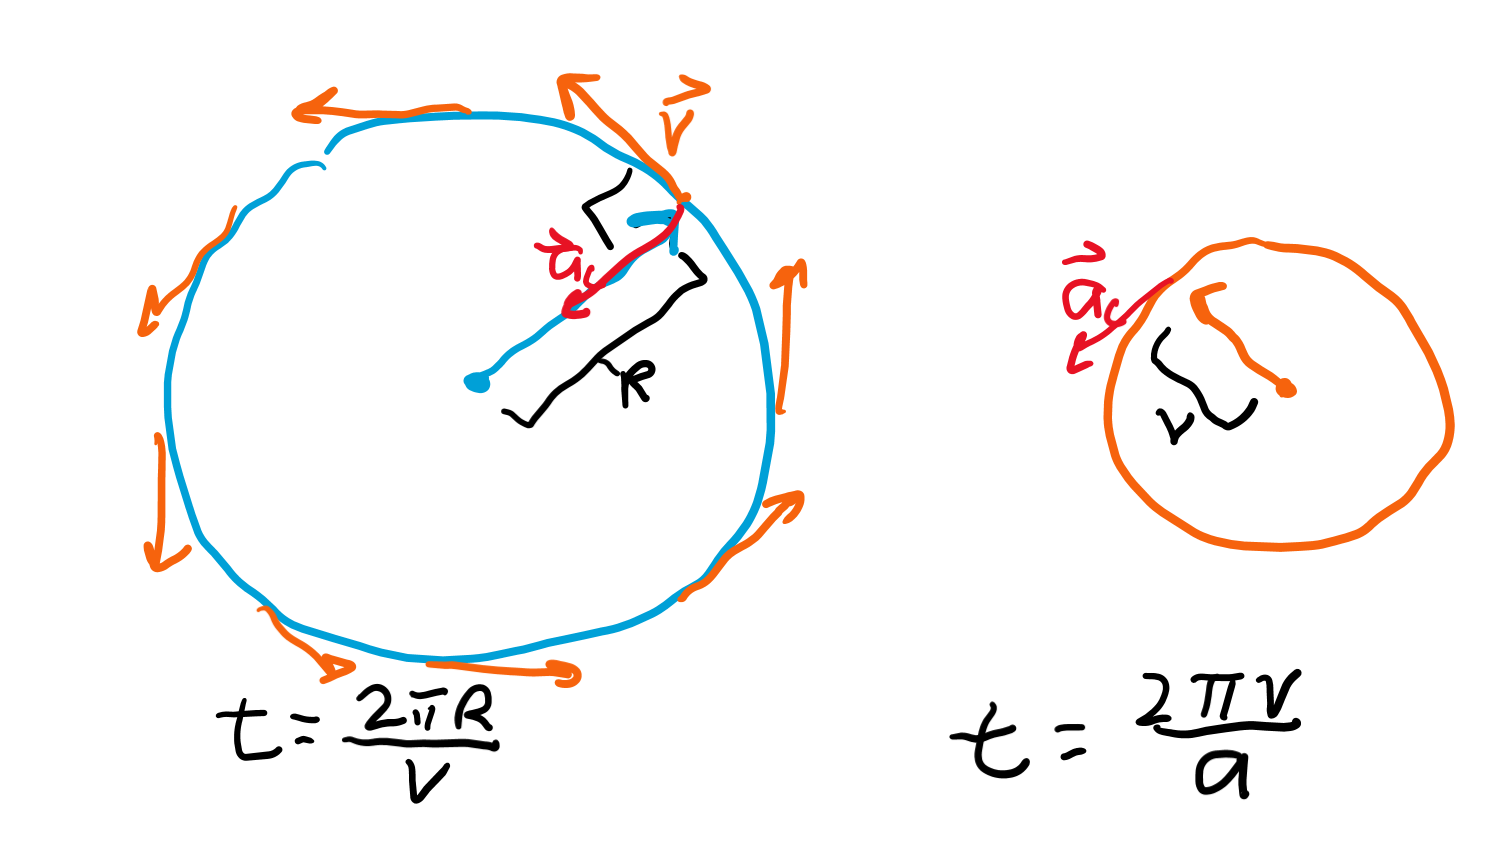 v⃗
a⃗c
R
a⃗c
v
t = 2πR/v
t = 2πv/a